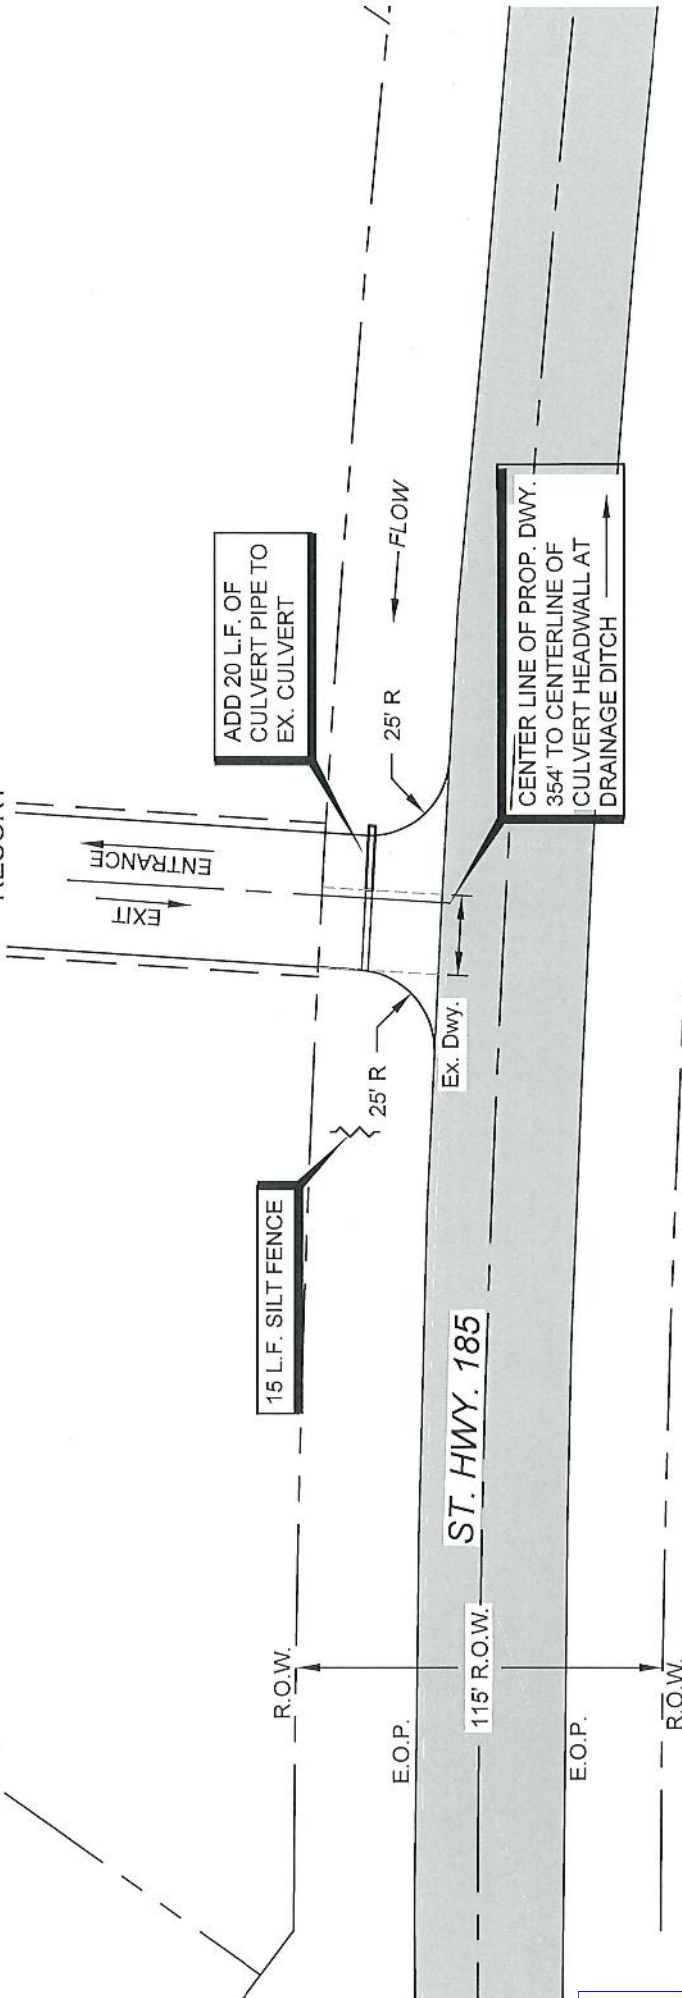 ADD 20 L.F. OF
CULVERT PIPE TO
EX. CULVERT
FLOW
25' R
ENTRANCE
EXIT
CENTER LINE OF PROP. DWY.
354' TO CENTERLINE OF
CULVERT HEADWALL AT
DRAINAGE DITCH
Ex. Dwy.
25' R
15 L.F. SILT FENCE
ST. HWY. 185
R.O.W.
115' R.O.W.
E.O.P.
E.O.P.
R.O.W.